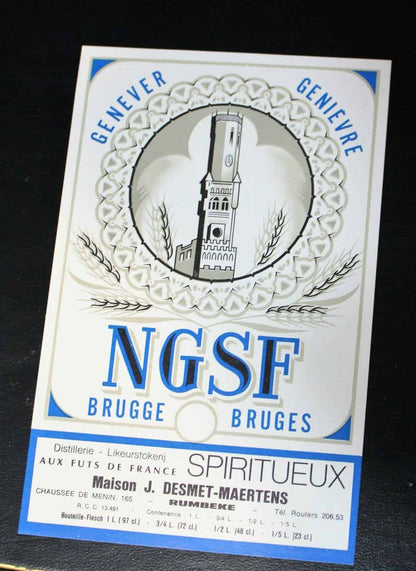 GENEVER GENIEVRE
NGSF
BRUGGE BRUGES
Distillerie - Likeurstokerij
AUX FUTS DE FRANCE SPIRITUEUX
Maison J. DESMET-MAERTENS
CHAUSSEE DE MENIN, 165 - RUMBEKE - Tél. Roulers 206.53
R.C.C. 13.491 - Contenance : 1 L. - 3/4 L. - 1/2 L. - 1/5 L.
Bouteille-Flesch 1 L ( 97 cl.) - 3/4 L. (72 cl.) - 1/2 L. (48 cl.) - 1/5 L. (23 cl.)